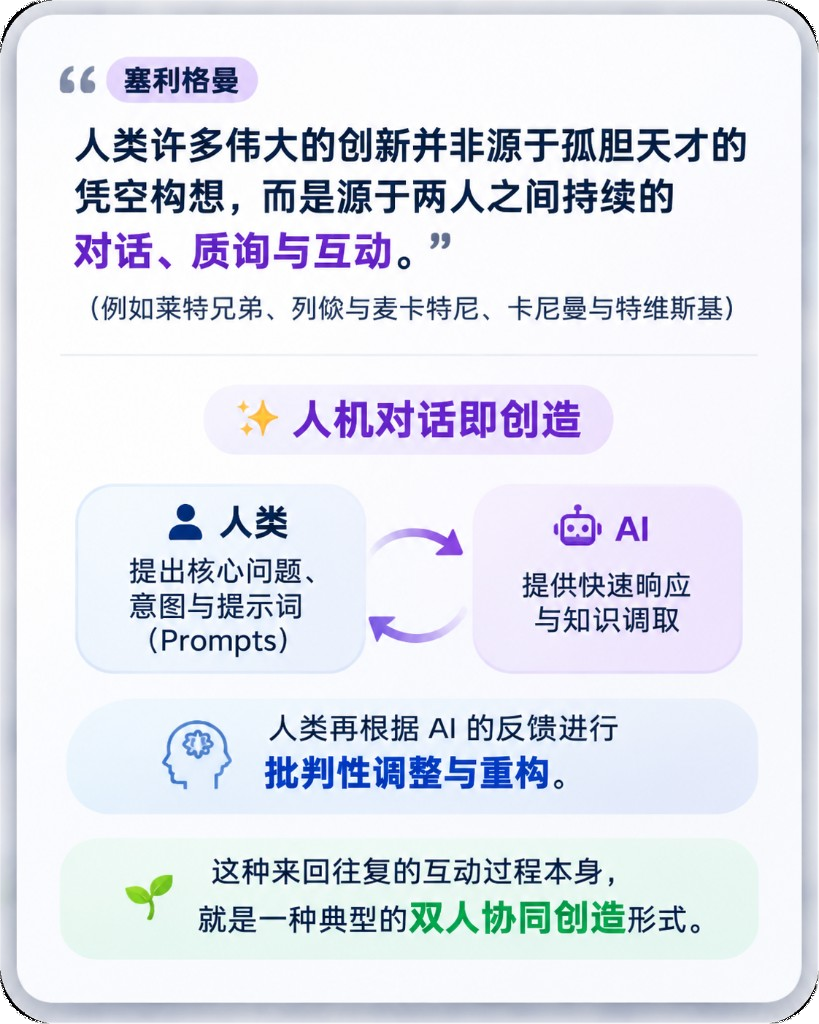 “ 塞利格曼
人类许多伟大的创新并非源于孤胆天才的
凭空构想，而是源于两人之间持续的
对话、质询与互动。”
（例如莱特兄弟、列侬与麦卡特尼、卡尼曼与特维斯基）
人机对话即创造
人类
提出核心问题、
意图与提示词
（Prompts）
AI
提供快速响应
与知识调取
人类再根据 AI 的反馈进行
批判性调整与重构。
这种来回往复的互动过程本身，
就是一种典型的双人协同创造形式。